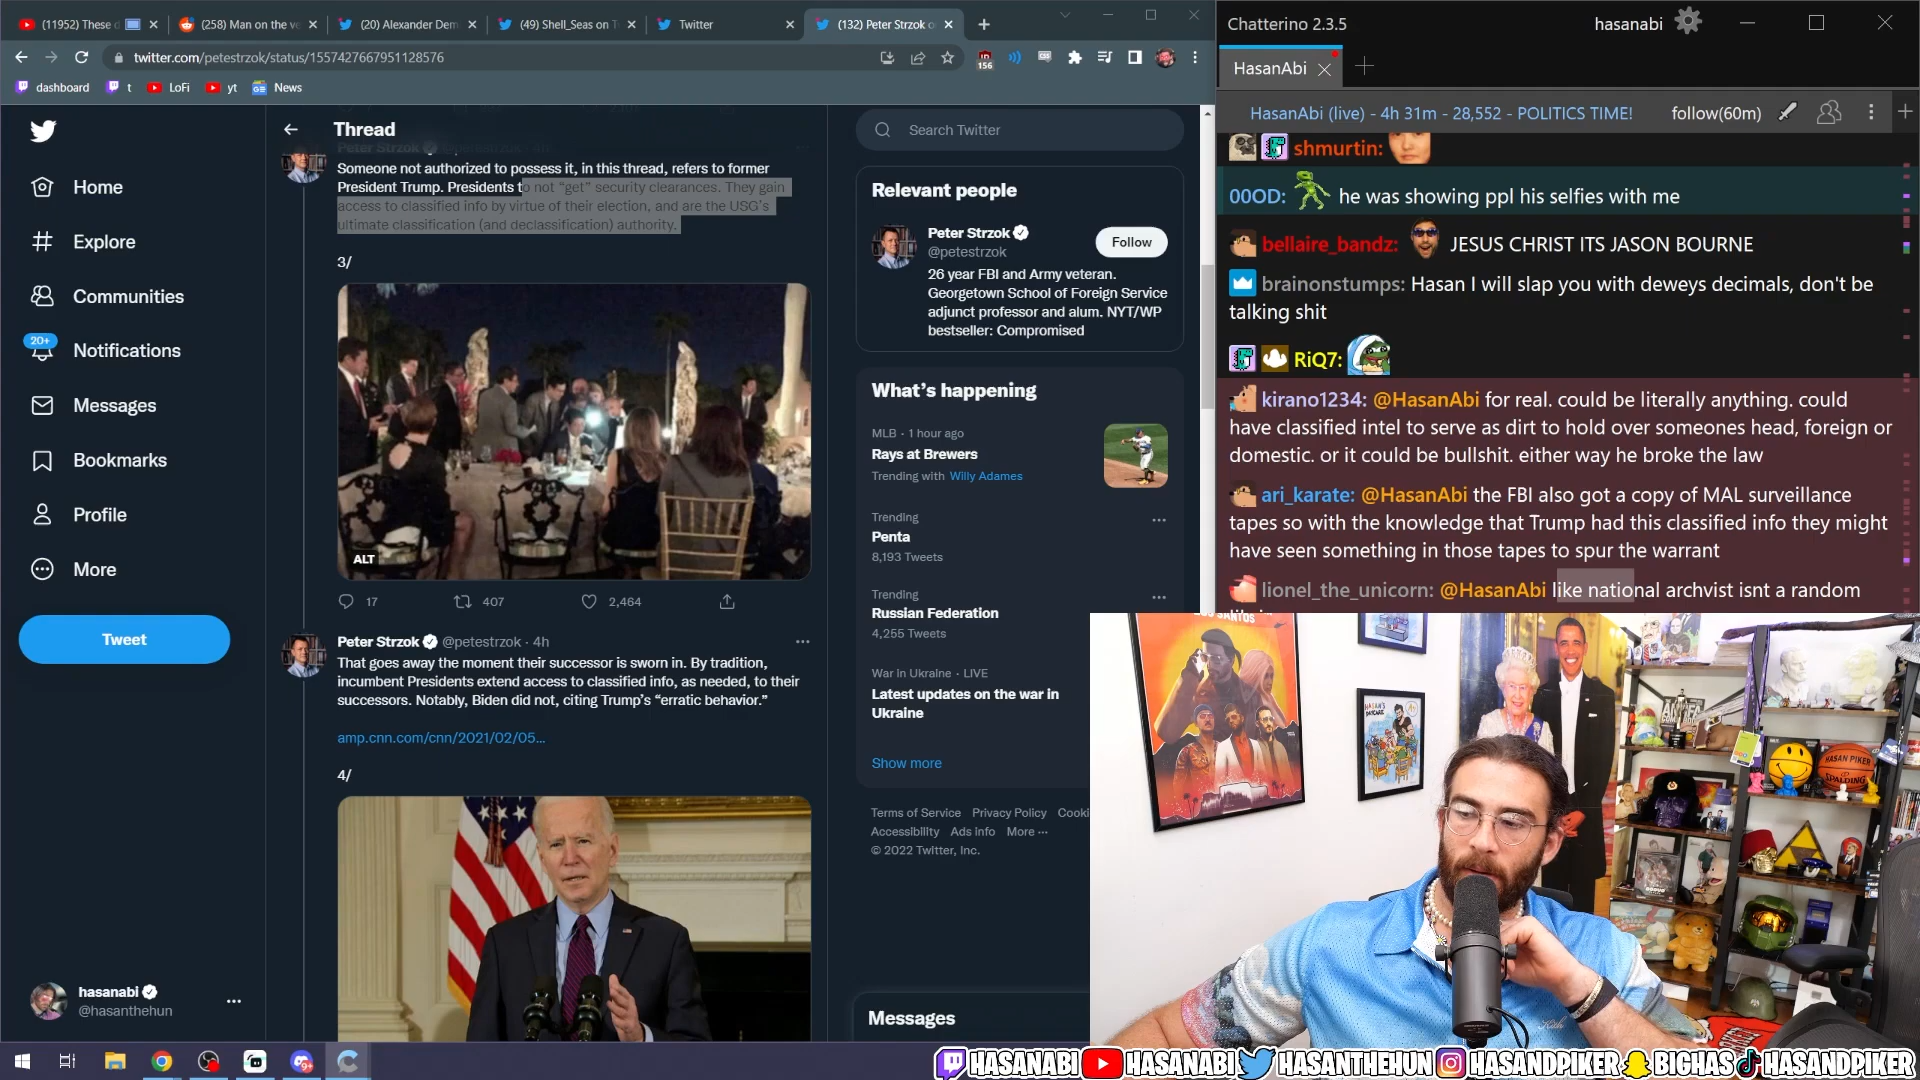 (11952) These d
(258) Man on the ve
(20) Alexander Dem
(49) Shell_Seas on T
Twitter
(132) Peter Strzok o
twitter.com/petestrzok/status/1557427667951128576
156
dashboard
t
LoFi
yt
News
Home
Explore
Communities
20+
Notifications
Messages
Bookmarks
Profile
More
Tweet
hasanabi
@hasanthehun
Thread
Peter Strzok
Someone not authorized to possess it, in this thread, refers to former
President Trump. Presidents to not “get” security clearances. They gain
access to classified info by virtue of their election, and are the USG’s
ultimate classification (and declassification) authority.
3/
ALT
17
407
2,464
Peter Strzok @petestrzok · 4h
That goes away the moment their successor is sworn in. By tradition,
incumbent Presidents extend access to classified info, as needed, to their
successors. Notably, Biden did not, citing Trump’s “erratic behavior.”
amp.cnn.com/cnn/2021/02/05…
4/
Search Twitter
Relevant people
Peter Strzok
@petestrzok
Follow
26 year FBI and Army veteran.
Georgetown School of Foreign Service
adjunct professor and alum. NYT/WP
bestseller: Compromised
What’s happening
MLB · 1 hour ago
Rays at Brewers
Trending with Willy Adames
Trending
Penta
8,193 Tweets
Trending
Russian Federation
4,255 Tweets
War in Ukraine · LIVE
Latest updates on the war in
Ukraine
Show more
Terms of Service Privacy Policy Cooki
Accessibility Ads info More ···
© 2022 Twitter, Inc.
Messages
Chatterino 2.3.5
hasanabi
HasanAbi
HasanAbi (live) - 4h 31m - 28,552 - POLITICS TIME!
follow(60m)
shmurtin:
00OD: he was showing ppl his selfies with me
bellaire_bandz: JESUS CHRIST ITS JASON BOURNE
brainonstumps: Hasan I will slap you with deweys decimals, don't be
talking shit
RiQ7:
kirano1234: @HasanAbi for real. could be literally anything. could
have classified intel to serve as dirt to hold over someones head, foreign or
domestic. or it could be bullshit. either way he broke the law
ari_karate: @HasanAbi the FBI also got a copy of MAL surveillance
tapes so with the knowledge that Trump had this classified info they might
have seen something in those tapes to spur the warrant
lionel_the_unicorn: @HasanAbi like national archvist isnt a random
SANTOS
HASAN PIKER
SPALDING
HASANABI
HASANABI
HASANTHEHUN
HASANDPIKER
BIGHAS
HASANDPIKER